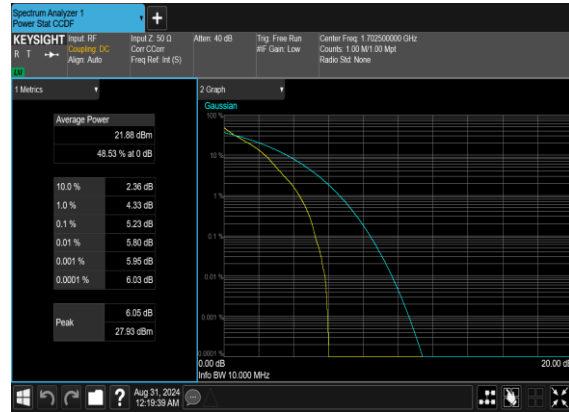 Spectrum Analyzer 1
Power Stat CCDF
KEYSIGHT
R T
Input: RF
Coupling: DC
Align: Auto
Input Z: 50 Ω
Corr CCorr
Freq Ref: Int (S)
Atten: 40 dB
Trig: Free Run
#IF Gain: Low
Center Freq: 1.702500000 GHz
Counts: 1.00 M/1.00 Mpt
Radio Std: None
1 Metrics
Average Power
21.88 dBm
48.53 % at 0 dB
10.0 % 2.36 dB
1.0 % 4.33 dB
0.1 % 5.23 dB
0.01 % 5.80 dB
0.001 % 5.95 dB
0.0001 % 6.03 dB
Peak
6.05 dB
27.93 dBm
2 Graph
Gaussian
100 %
10 %
1 %
0.1 %
0.01 %
0.001 %
0.0001 %
0.00 dB
20.00 dB
Info BW 10.000 MHz
?
Aug 31, 2024
12:19:39 AM